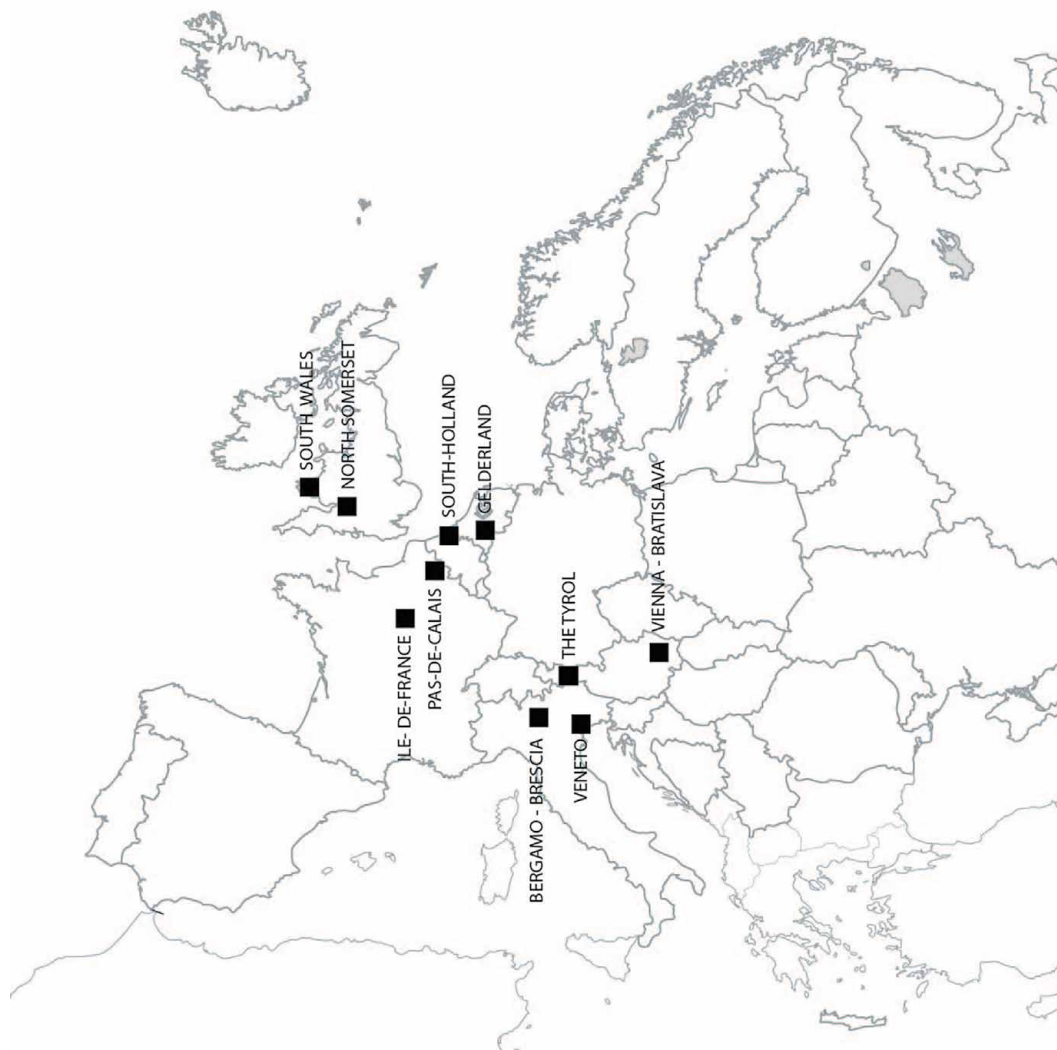 SOUTH WALES
NORTH SOMERSET
SOUTH-HOLLAND
GELDERLAND
PAS-DE-CALAIS
ILE- DE-FRANCE
THE TYROL
VIENNA - BRATISLAVA
BERGAMO - BRESCIA
VENETO